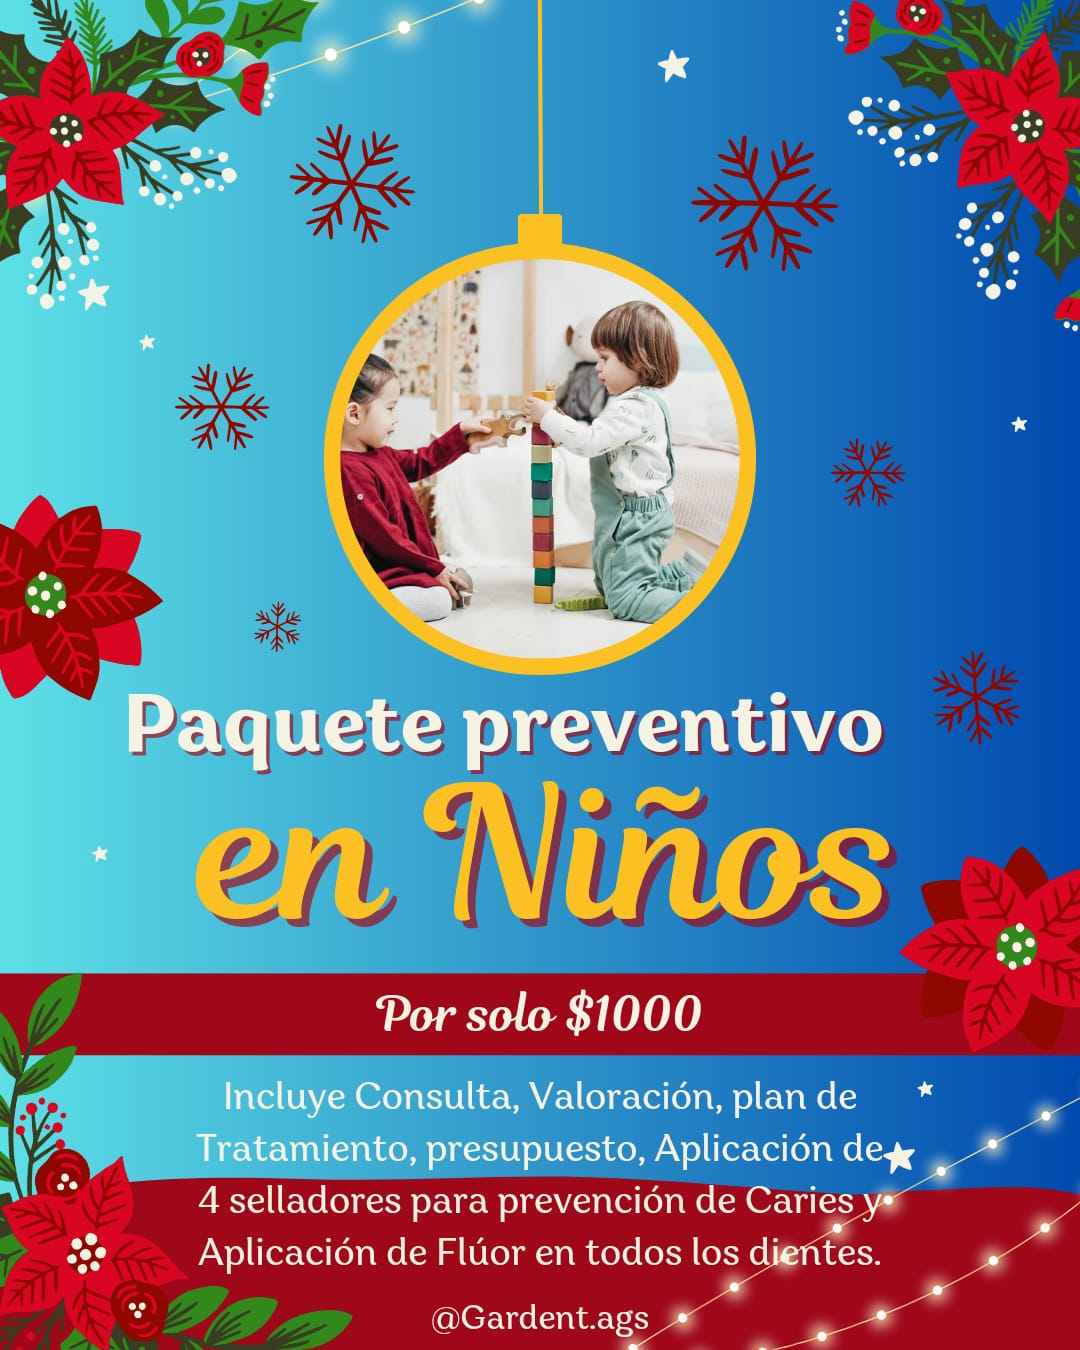 Paquete preventivo
en Niños
Por solo $1000
Incluye Consulta, Valoración, plan de
Tratamiento, presupuesto, Aplicación de
4 selladores para prevención de Caries y
Aplicación de Flúor en todos los dientes.
@Gardent.ags